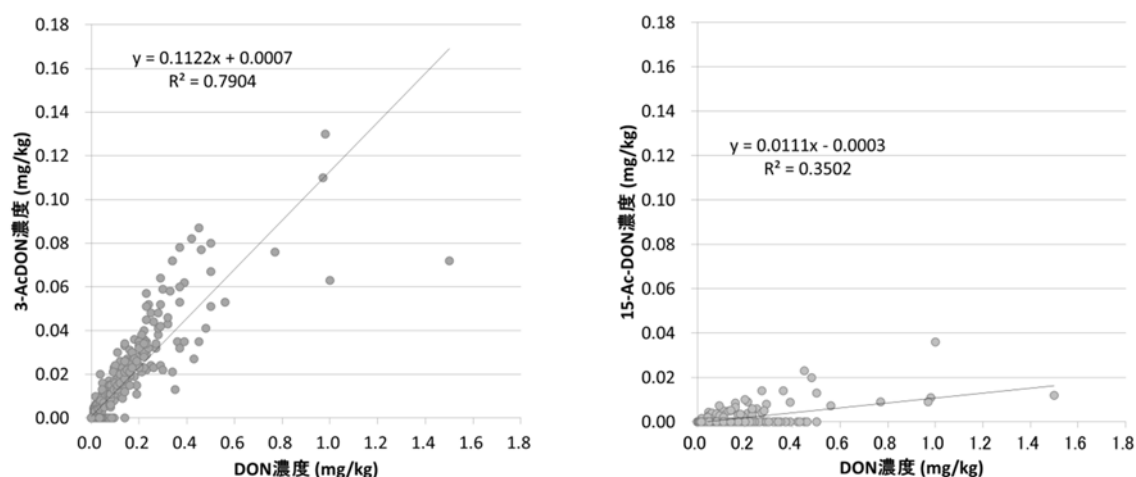 0.18
0.16
0.14
0.12
0.10
0.08
0.06
0.04
0.02
0.00
3-AcDON濃度 (mg/kg)
y = 0.1122x + 0.0007
R² = 0.7904
0.0 0.2 0.4 0.6 0.8 1.0 1.2 1.4 1.6 1.8
DON濃度 (mg/kg)
0.18
0.16
0.14
0.12
0.10
0.08
0.06
0.04
0.02
0.00
15-Ac-DON濃度 (mg/kg)
y = 0.0111x - 0.0003
R² = 0.3502
0.0 0.2 0.4 0.6 0.8 1.0 1.2 1.4 1.6 1.8
DON濃度 (mg/kg)